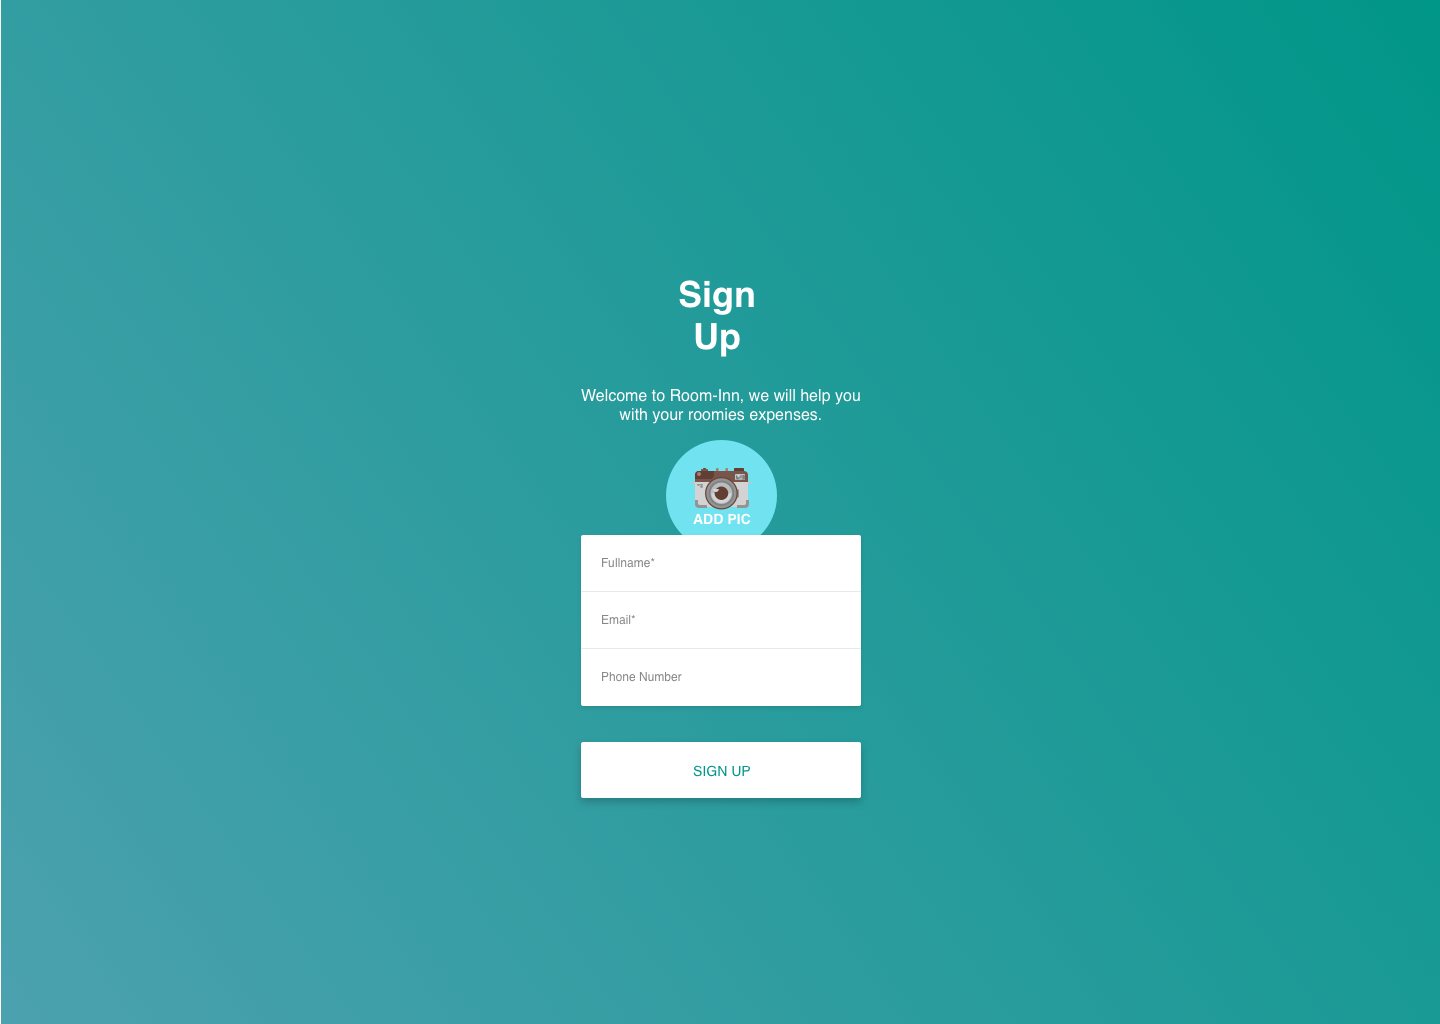 Sign
Up
Welcome to Room-Inn, we will help you
with your roomies expenses.
ADD PIC
Fullname*
Email*
Phone Number
SIGN UP